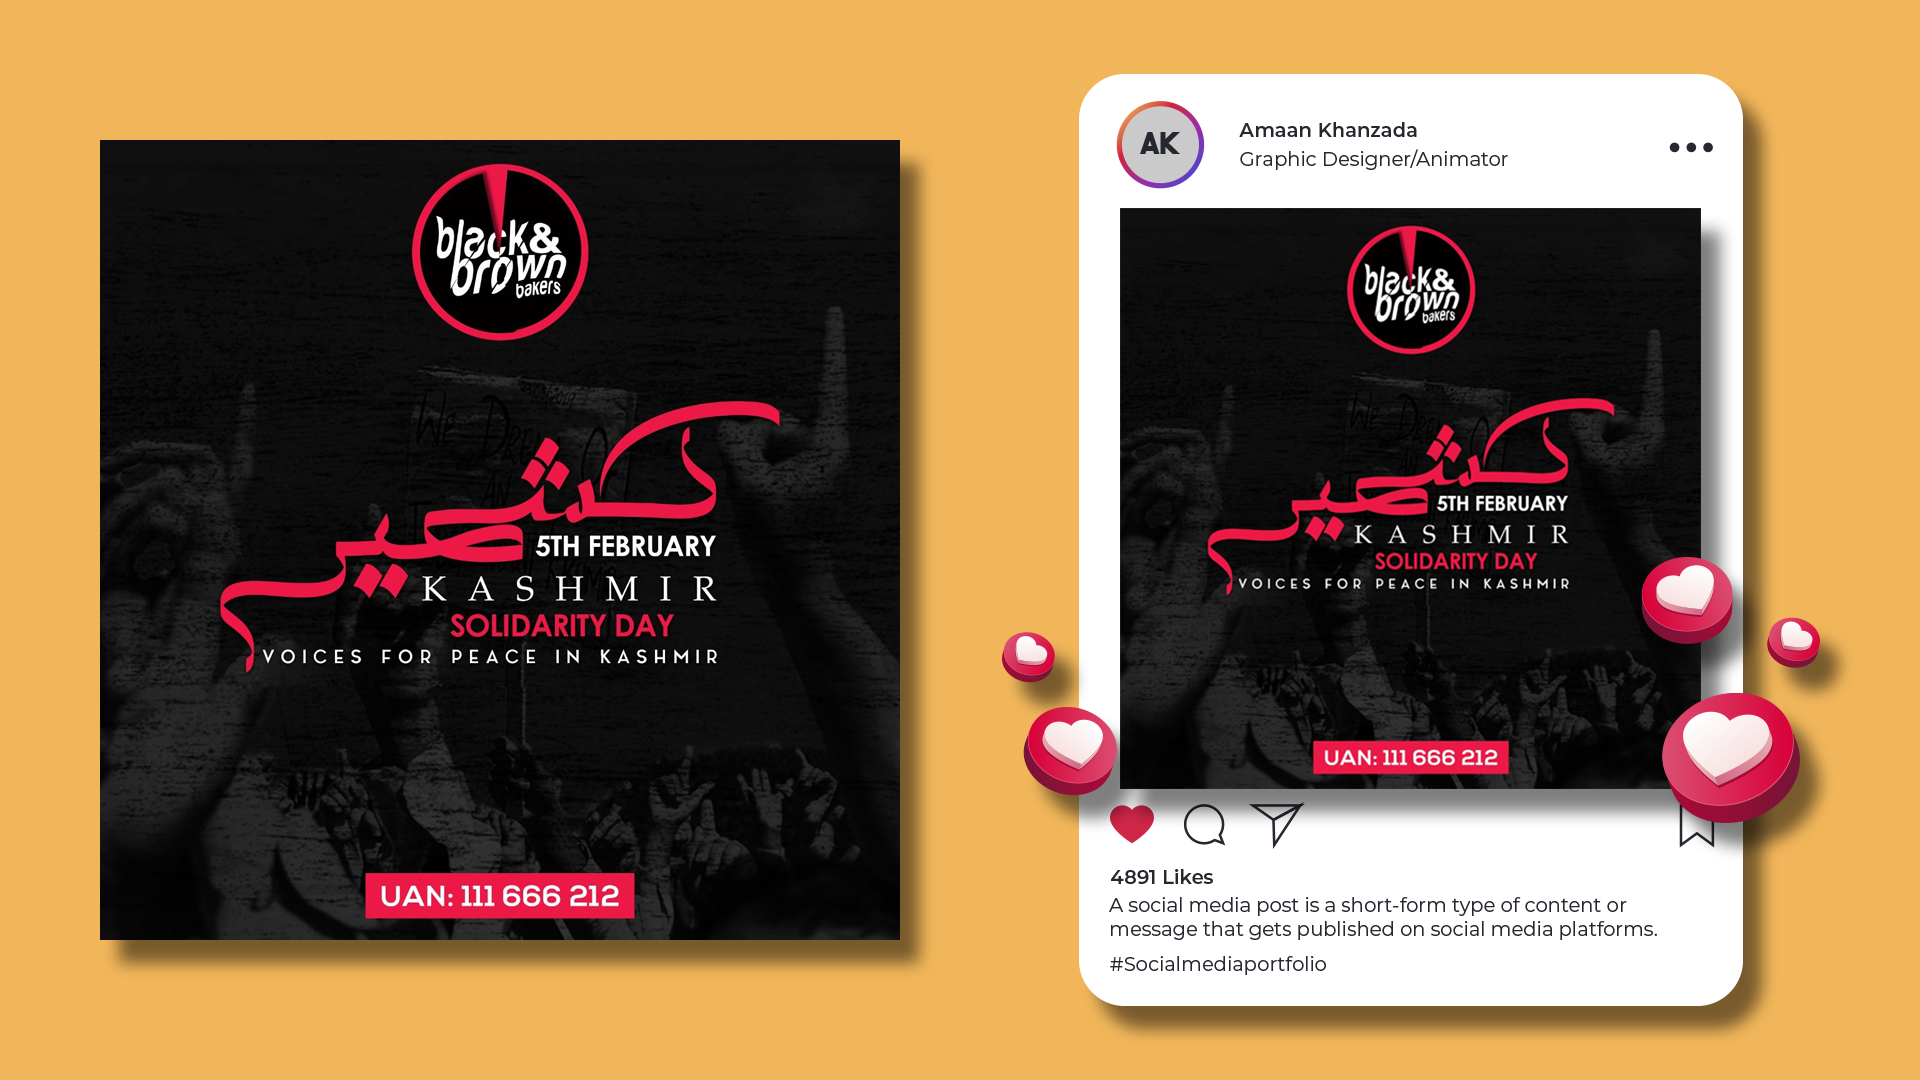 black&
brown
bakers
We Dre
AN
کشمیر
5TH FEBRUARY
KASHMIR
SOLIDARITY DAY
VOICES FOR PEACE IN KASHMIR
UAN: 111 666 212
AK
Amaan Khanzada
Graphic Designer/Animator
black&
brown
bakers
کشمیر
5TH FEBRUARY
KASHMIR
SOLIDARITY DAY
VOICES FOR PEACE IN KASHMIR
UAN: 111 666 212
4891 Likes
A social media post is a short-form type of content or
message that gets published on social media platforms.
#Socialmediaportfolio